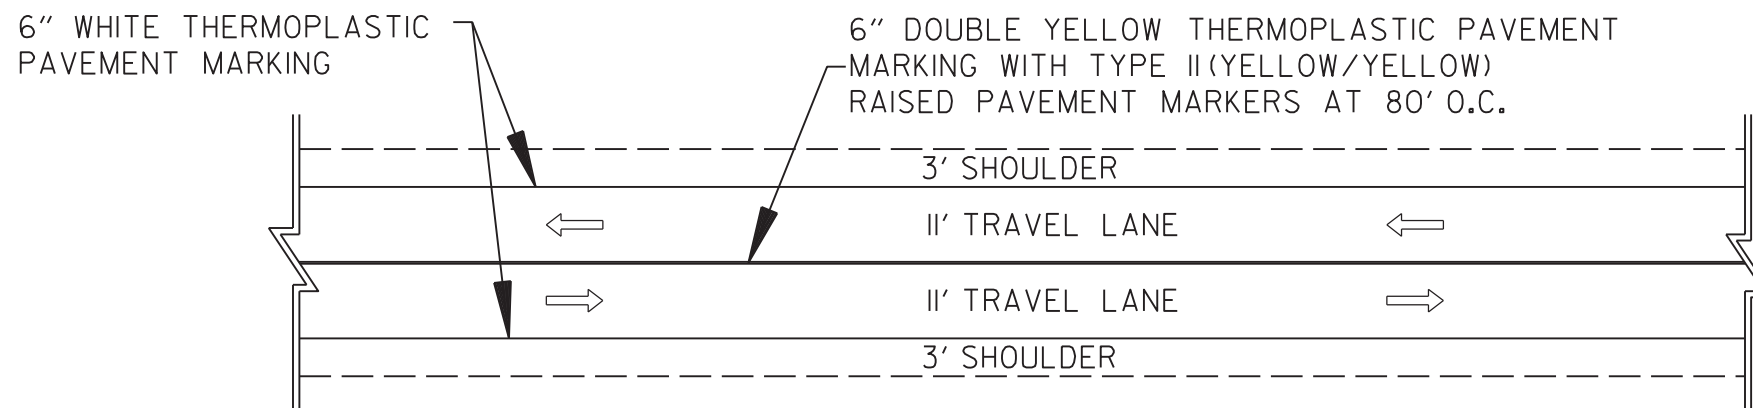 6" WHITE THERMOPLASTIC
PAVEMENT MARKING
6" DOUBLE YELLOW THERMOPLASTIC PAVEMENT
MARKING WITH TYPE II (YELLOW/YELLOW)
RAISED PAVEMENT MARKERS AT 80' O.C.
3' SHOULDER
11' TRAVEL LANE
11' TRAVEL LANE
3' SHOULDER